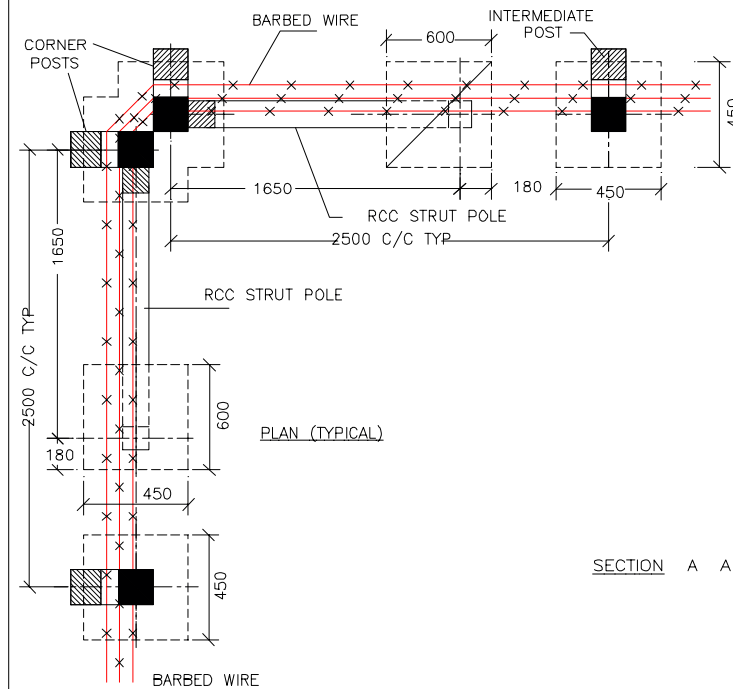 BARBED WIRE
INTERMEDIATE
POST
CORNER
POSTS
600
450
1650
180
450
RCC STRUT POLE
2500 C/C TYP
1650
RCC STRUT POLE
2500 C/C TYP
600
PLAN (TYPICAL)
180
450
450
SECTION A A
BARBED WIRE